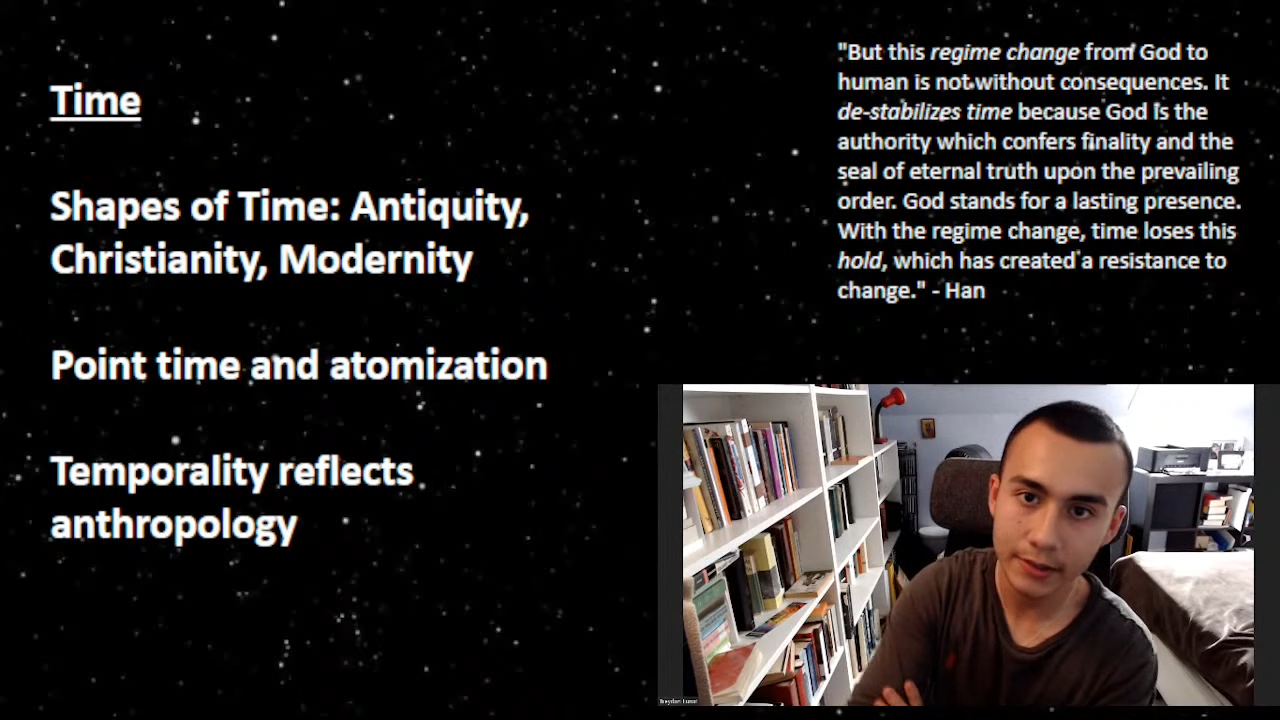 Time
Shapes of Time: Antiquity,
Christianity, Modernity
Point time and atomization
Temporality reflects
anthropology
"But this regime change from God to
human is not without consequences. It
de-stabilizes time because God is the
authority which confers finality and the
seal of eternal truth upon the prevailing
order. God stands for a lasting presence.
With the regime change, time loses this
hold, which has created a resistance to
change." - Han